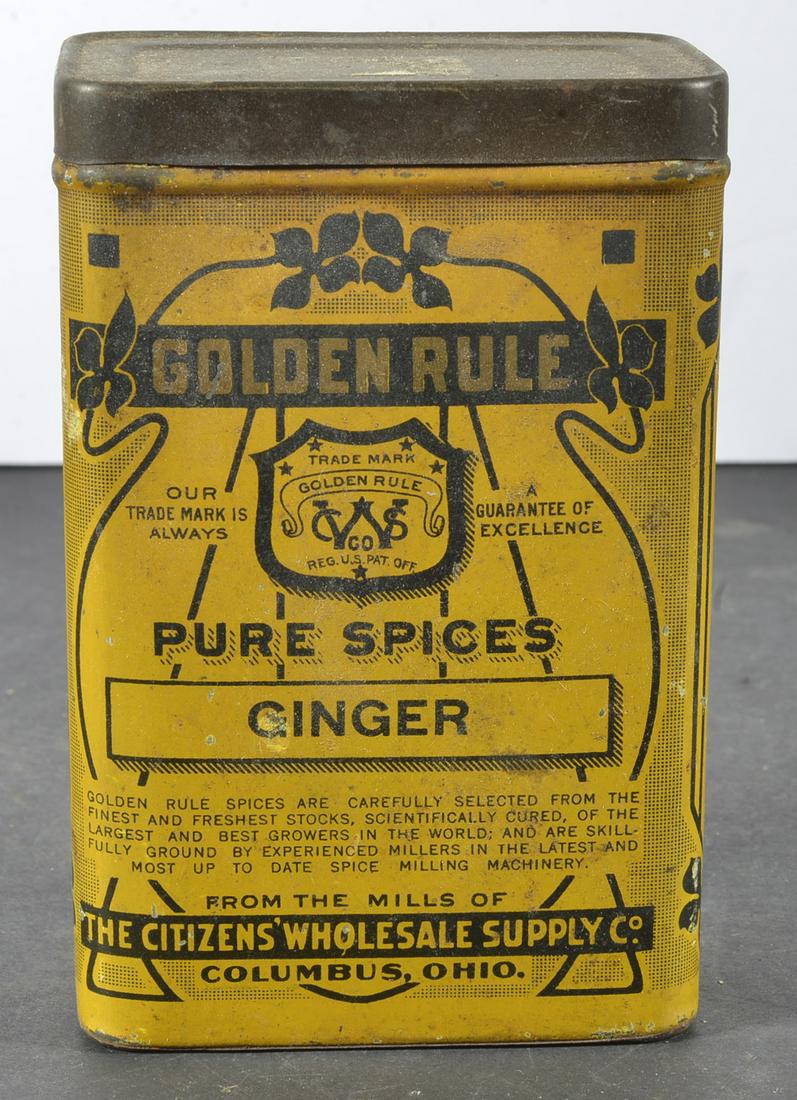 GOLDEN RULE
TRADE MARK
GOLDEN RULE
CWS
CO
REG. U.S. PAT. OFF.
OUR
TRADE MARK IS
ALWAYS
A
GUARANTEE OF
EXCELLENCE
PURE SPICES
GINGER
GOLDEN RULE SPICES ARE CAREFULLY SELECTED FROM THE
FINEST AND FRESHEST STOCKS, SCIENTIFICALLY CURED, OF THE
LARGEST AND BEST GROWERS IN THE WORLD; AND ARE SKILL-
FULLY GROUND BY EXPERIENCED MILLERS IN THE LATEST AND
MOST UP TO DATE SPICE MILLING MACHINERY.
FROM THE MILLS OF
THE CITIZENS' WHOLESALE SUPPLY CO.
COLUMBUS, OHIO.